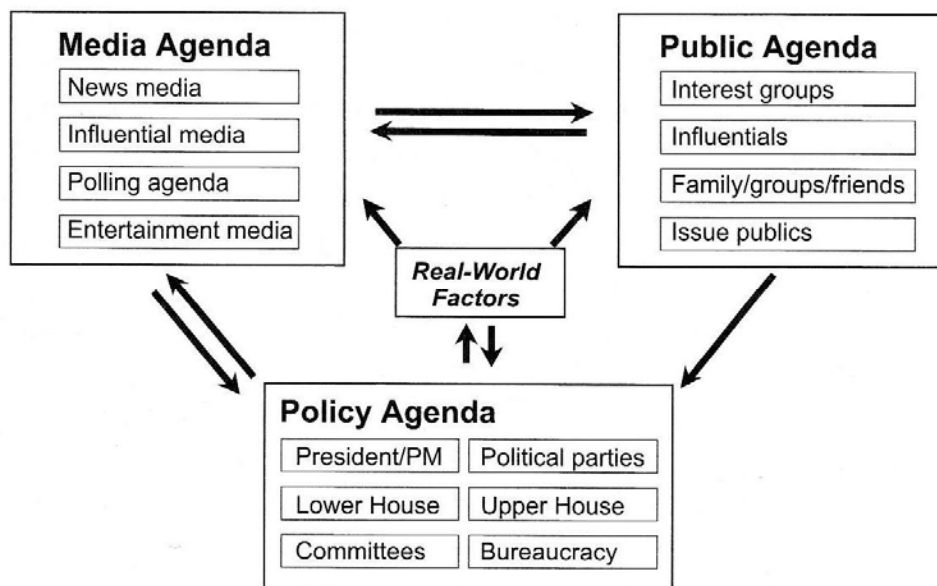 Media Agenda
News media
Influential media
Polling agenda
Entertainment media
Public Agenda
Interest groups
Influentials
Family/groups/friends
Issue publics
Real-World
Factors
Policy Agenda
President/PM
Political parties
Lower House
Upper House
Committees
Bureaucracy